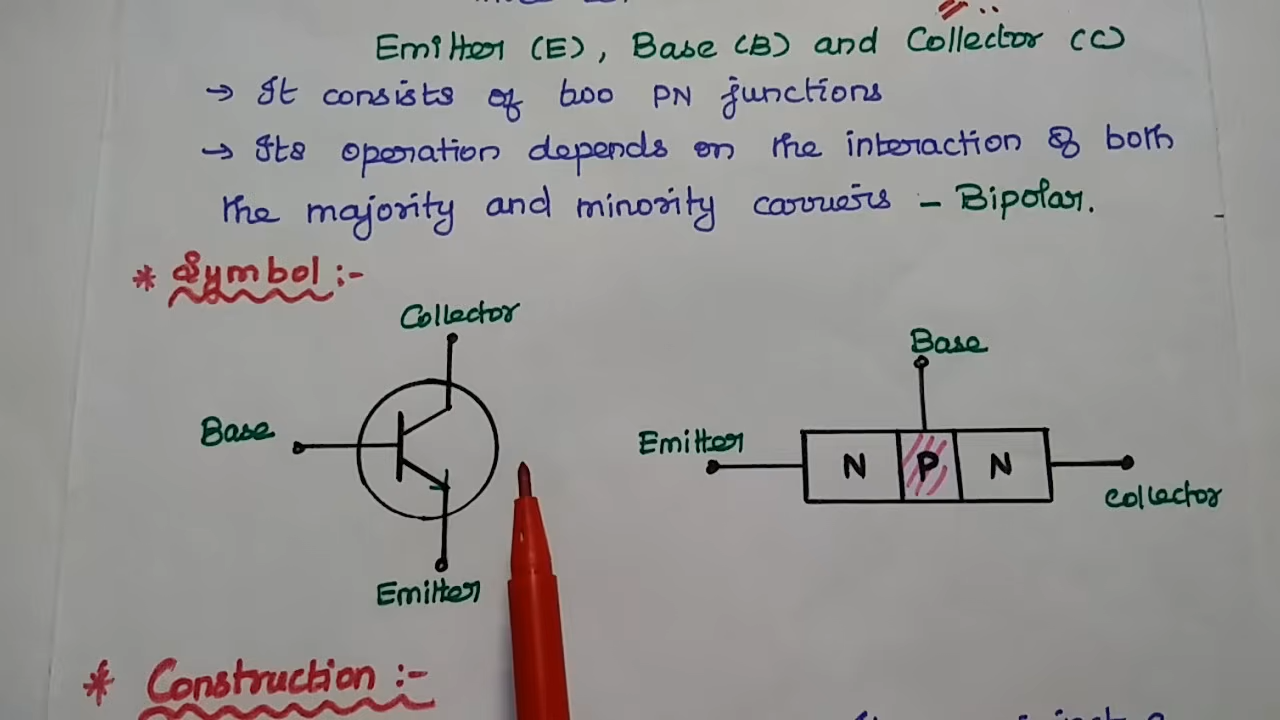 Emitter (E), Base (B) and Collector (C)
→ It consists of two PN junctions
→ Its operation depends on the interaction of both
the majority and minority carriers - Bipolar.
* Symbol :-
Collector
Base
Base
Emitter
N P N
Collector
Emitter
* Construction :-